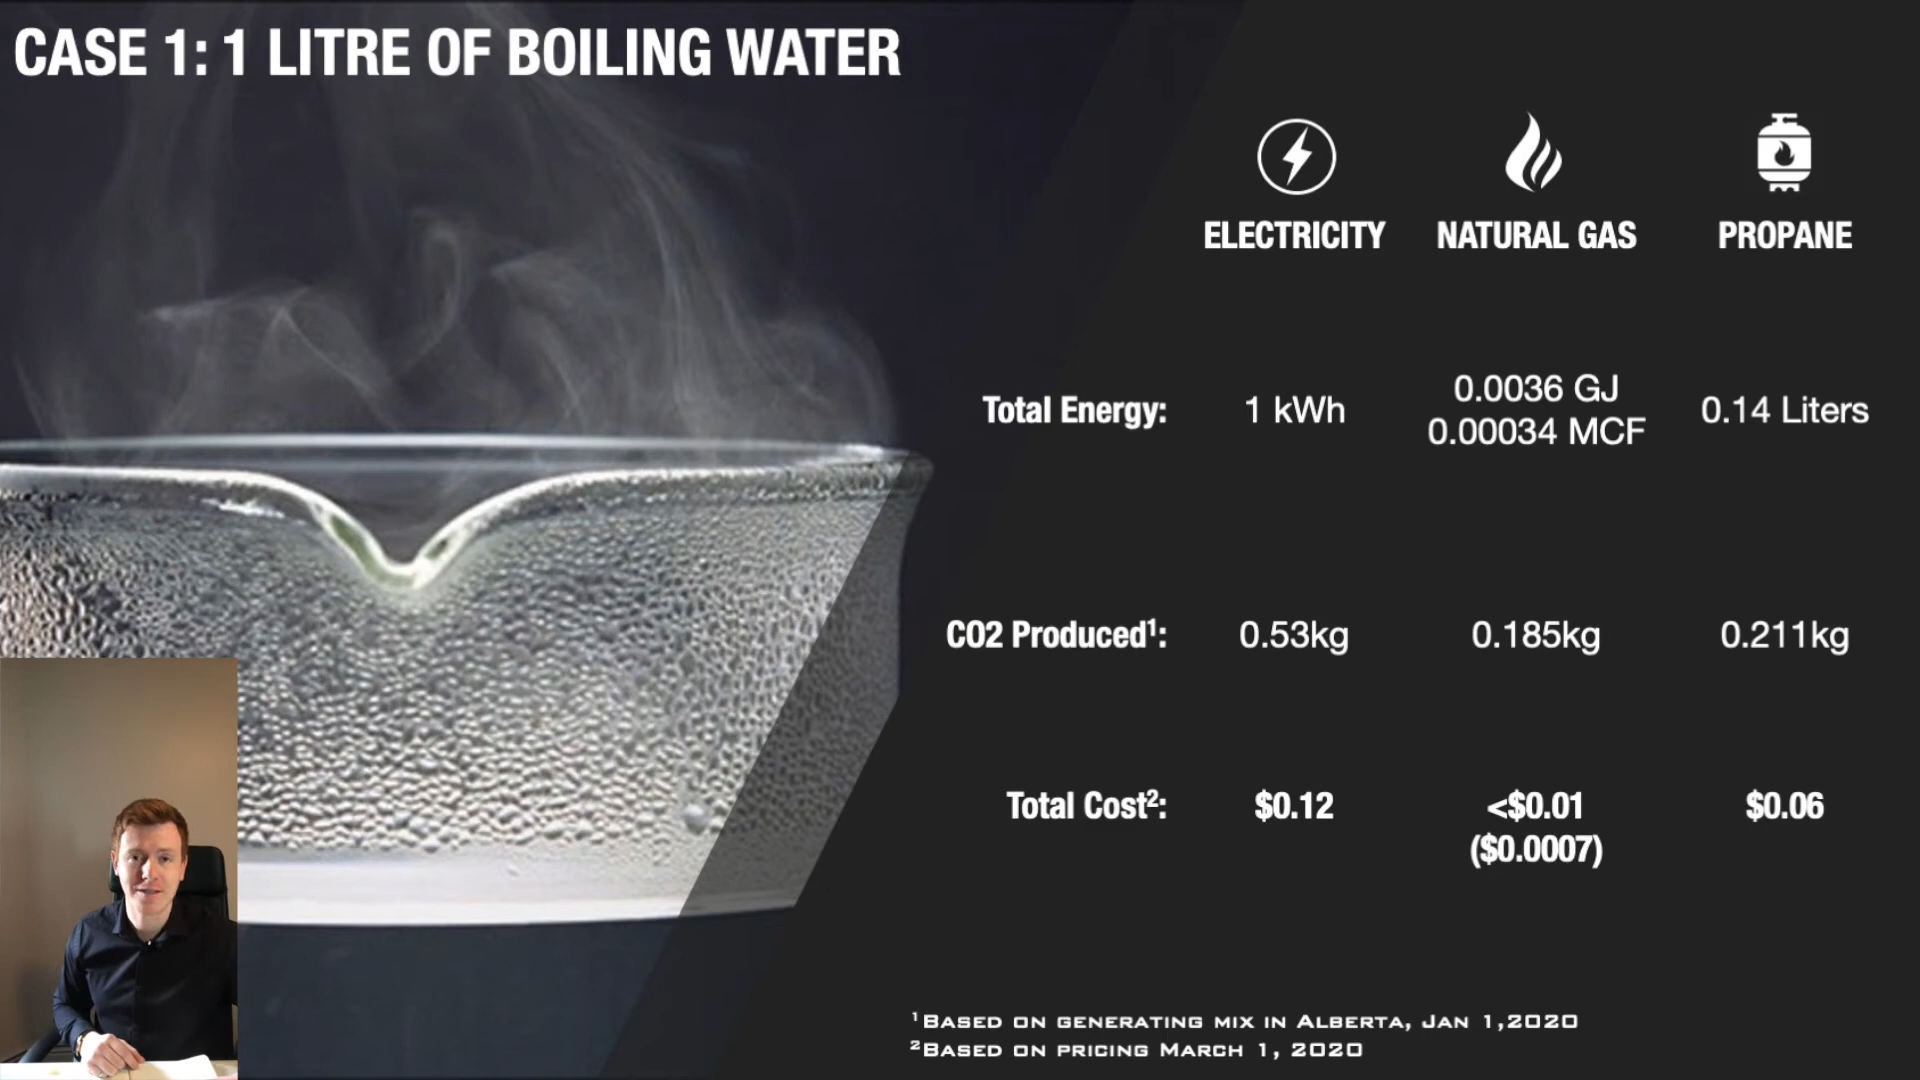 CASE 1: 1 LITRE OF BOILING WATER
ELECTRICITY NATURAL GAS PROPANE
Total Energy: 1 kWh 0.0036 GJ 0.14 Liters
0.00034 MCF
CO2 Produced¹: 0.53kg 0.185kg 0.211kg
Total Cost²: $0.12 <$0.01 $0.06
($0.0007)
¹BASED ON GENERATING MIX IN ALBERTA, JAN 1,2020
²BASED ON PRICING MARCH 1, 2020